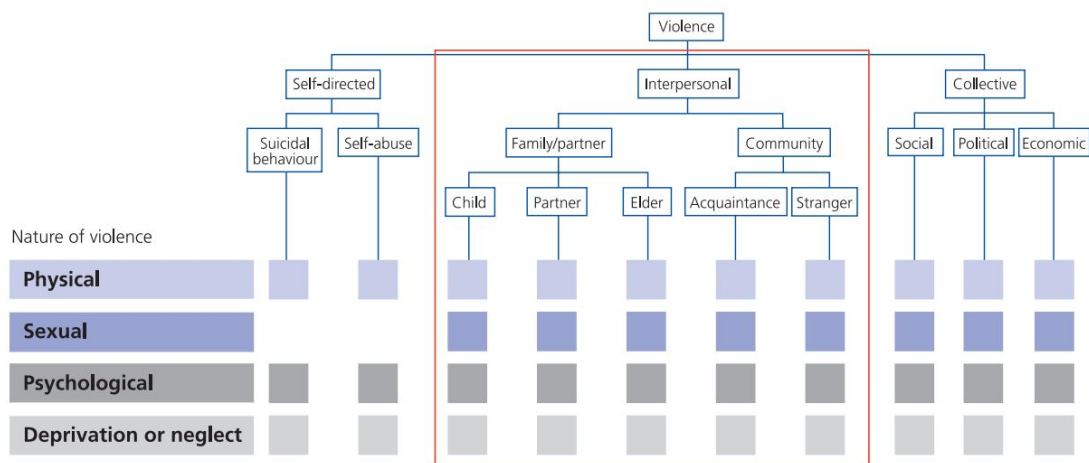 Violence
Self-directed
Interpersonal
Collective
Suicidal
behaviour
Self-abuse
Family/partner
Community
Social
Political
Economic
Child
Partner
Elder
Acquaintance
Stranger
Nature of violence
Physical
Sexual
Psychological
Deprivation or neglect